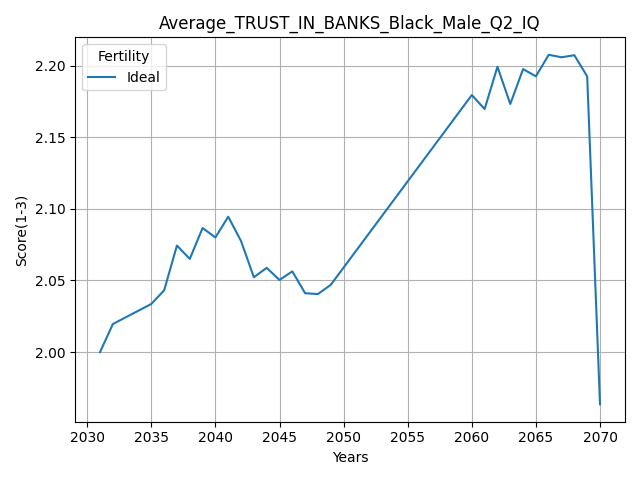 Average_TRUST_IN_BANKS_Black_Male_Q2_IQ
Fertility
Ideal
Score(1-3)
2.20
2.15
2.10
2.05
2.00
2030 2035 2040 2045 2050 2055 2060 2065 2070
Years